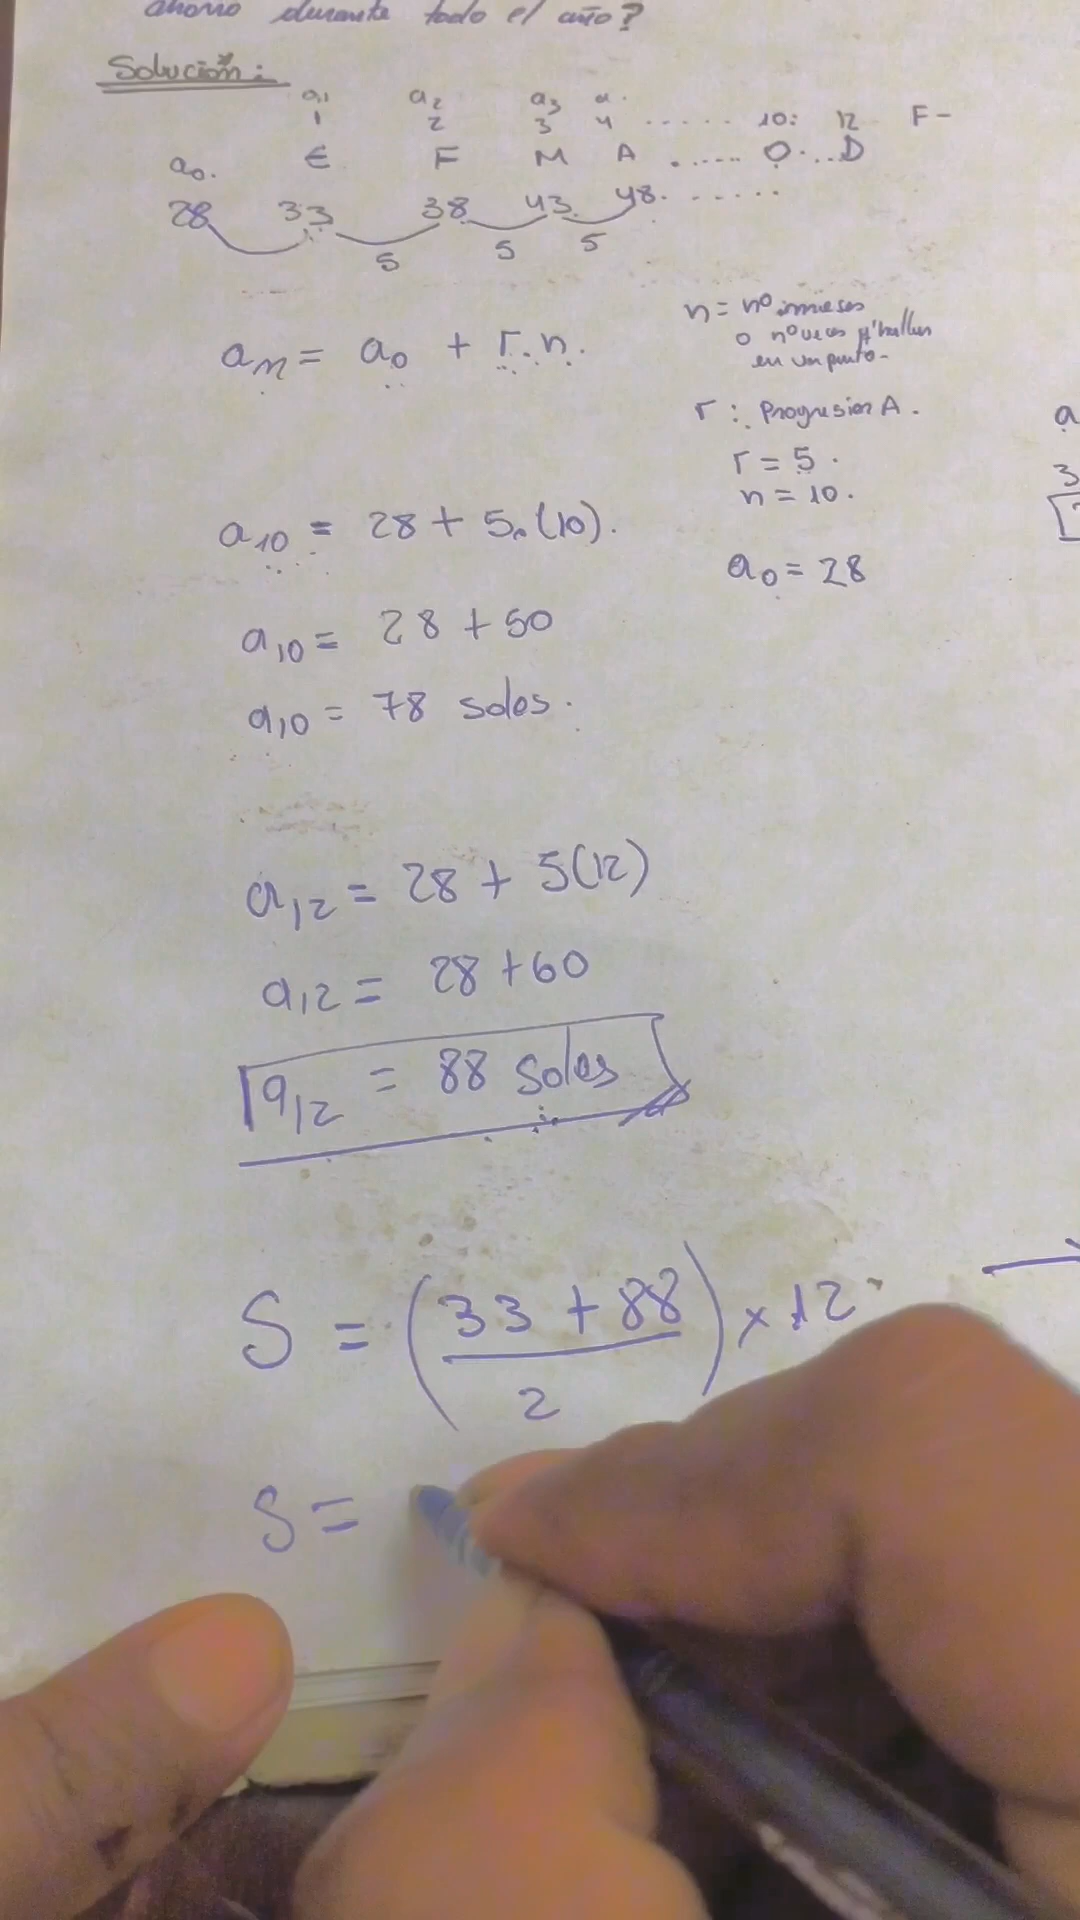 ahorro durante todo el año?
Solución:
a1 a2 a3 a.
1 2 3 4 ...... 10: 12 F-
a0. E F M A ...... O...D
28 33 38 43 48.......
5 5 5
an = a0 + r.n.
n = nº meses
o nº veces
en un punto-
r: Progresion A.
r = 5.
n = 10.
a0 = 28
a10 = 28 + 5.(10).
a10 = 28 + 50
a10 = 78 soles.
a12 = 28 + 5(12)
a12 = 28 + 60
a12 = 88 soles
S = (33 + 88 / 2) x 12
S =